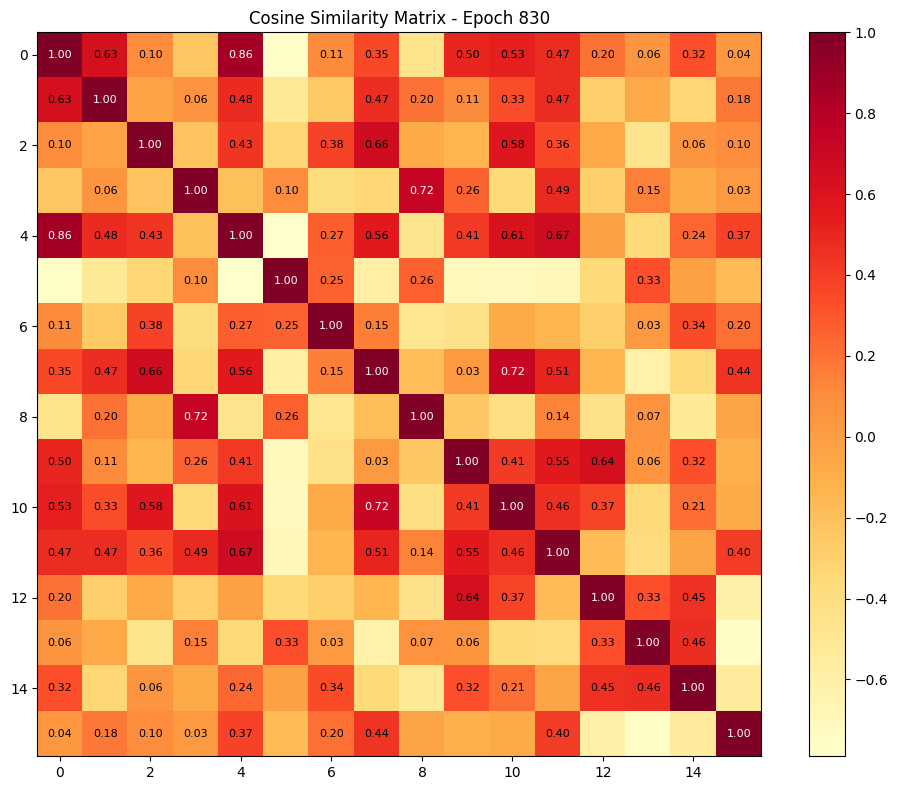 Cosine Similarity Matrix - Epoch 830
0 1.00 0.63 0.10 0.86 0.11 0.35 0.50 0.53 0.47 0.20 0.06 0.32 0.04
0.63 1.00 0.06 0.48 0.47 0.20 0.11 0.33 0.47 0.18
2 0.10 1.00 0.43 0.38 0.66 0.58 0.36 0.06 0.10
0.06 1.00 0.10 0.72 0.26 0.49 0.15 0.03
4 0.86 0.48 0.43 1.00 0.27 0.56 0.41 0.61 0.67 0.24 0.37
0.10 1.00 0.25 0.26 0.33
6 0.11 0.38 0.27 0.25 1.00 0.15 0.03 0.34 0.20
0.35 0.47 0.66 0.56 0.15 1.00 0.03 0.72 0.51 0.44
8 0.20 0.72 0.26 1.00 0.14 0.07
0.50 0.11 0.26 0.41 0.03 1.00 0.41 0.55 0.64 0.06 0.32
10 0.53 0.33 0.58 0.61 0.72 0.41 1.00 0.46 0.37 0.21
0.47 0.47 0.36 0.49 0.67 0.51 0.14 0.55 0.46 1.00 0.40
12 0.20 0.64 0.37 1.00 0.33 0.45
0.06 0.15 0.33 0.03 0.07 0.06 0.33 1.00 0.46
14 0.32 0.06 0.24 0.34 0.32 0.21 0.45 0.46 1.00
0.04 0.18 0.10 0.03 0.37 0.20 0.44 0.40 1.00
0 2 4 6 8 10 12 14
1.0
0.8
0.6
0.4
0.2
0.0
−0.2
−0.4
−0.6